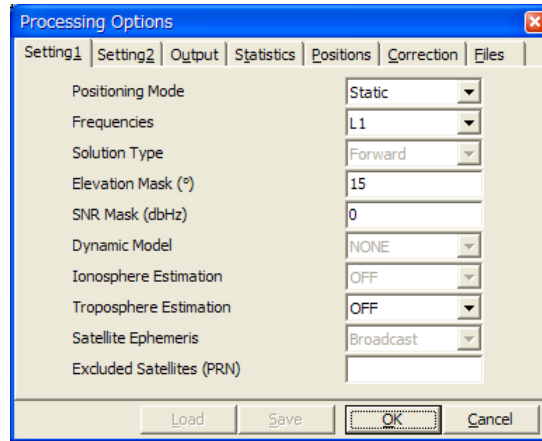 Processing Options
Setting1 Setting2 Output Statistics Positions Correction Files
Positioning Mode Static
Frequencies L1
Solution Type Forward
Elevation Mask (°) 15
SNR Mask (dbHz) 0
Dynamic Model NONE
Ionosphere Estimation OFF
Troposphere Estimation OFF
Satellite Ephemeris Broadcast
Excluded Satellites (PRN)
Load Save OK Cancel